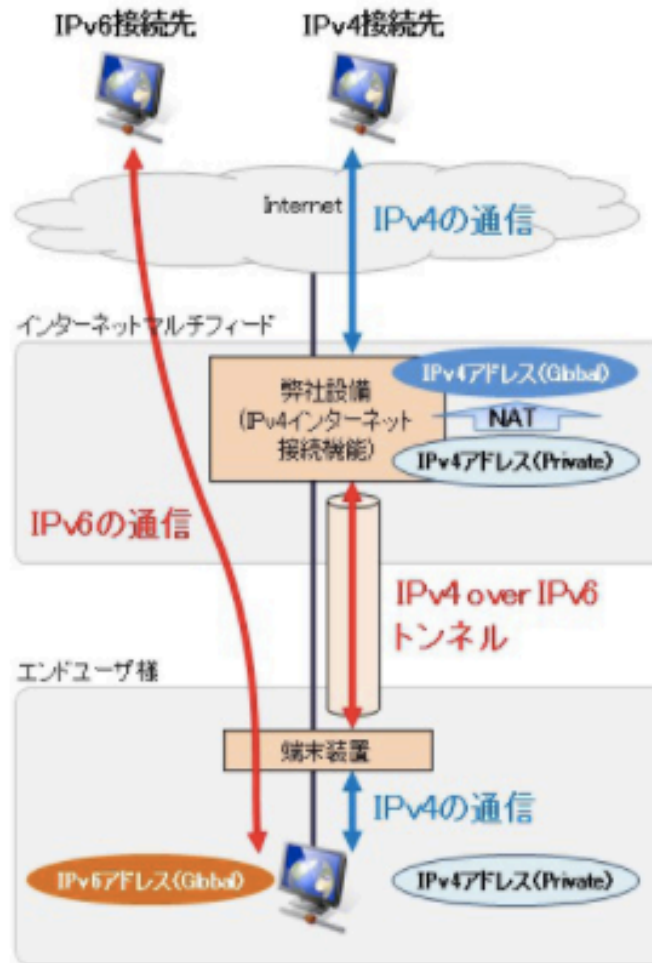 IPv6接続先
IPv4接続先
Internet
IPv4の通信
インターネットマルチフィード
弊社設備
(IPv4インターネット
接続機能)
IPv4アドレス(Global)
NAT
IPv4アドレス(Private)
IPv6の通信
IPv4 over IPv6
トンネル
エンドユーザ様
端末装置
IPv4の通信
IPv6アドレス(Global)
IPv4アドレス(Private)